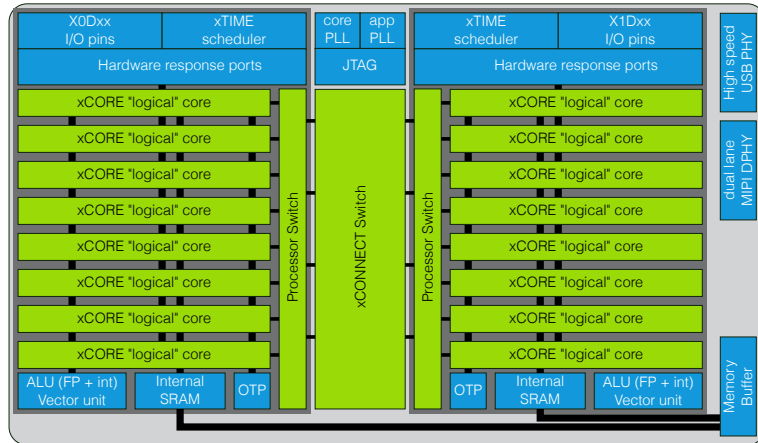 X0Dxx
I/O pins
xTIME
scheduler
core
PLL
app
PLL
xTIME
scheduler
X1Dxx
I/O pins
High speed
USB PHY
Hardware response ports
JTAG
Hardware response ports
xCORE "logical" core
xCORE "logical" core
xCORE "logical" core
xCORE "logical" core
xCORE "logical" core
xCORE "logical" core
xCORE "logical" core
xCORE "logical" core
Processor Switch
xCONNECT Switch
Processor Switch
xCORE "logical" core
xCORE "logical" core
xCORE "logical" core
xCORE "logical" core
xCORE "logical" core
xCORE "logical" core
xCORE "logical" core
xCORE "logical" core
dual lane
MIPI DPHY
ALU (FP + int)
Vector unit
Internal
SRAM
OTP
OTP
Internal
SRAM
ALU (FP + int)
Vector unit
Memory
Buffer